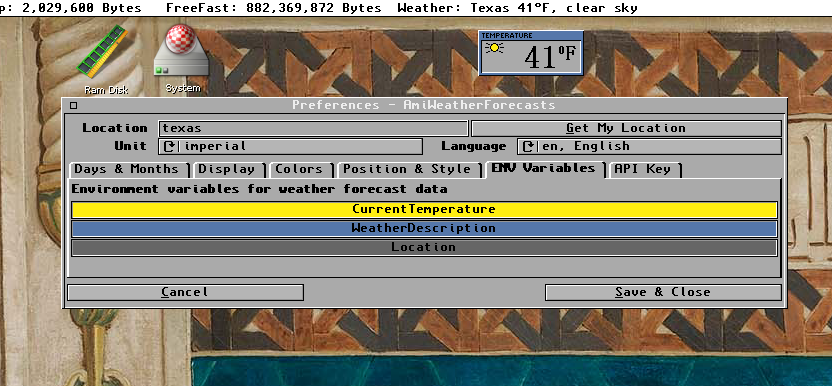 p: 2,029,600 Bytes FreeFast: 882,369,872 Bytes Weather: Texas 41ºF, clear sky
TEMPERATURE
41ºF
Ram Disk
System
Preferences - AmiWeatherForecasts
Location texas Get My Location
Unit imperial Language en, English
Days & Months Display Colors Position & Style ENV Variables API Key
Environment variables for weather forecast data
CurrentTemperature
WeatherDescription
Location
Cancel Save & Close